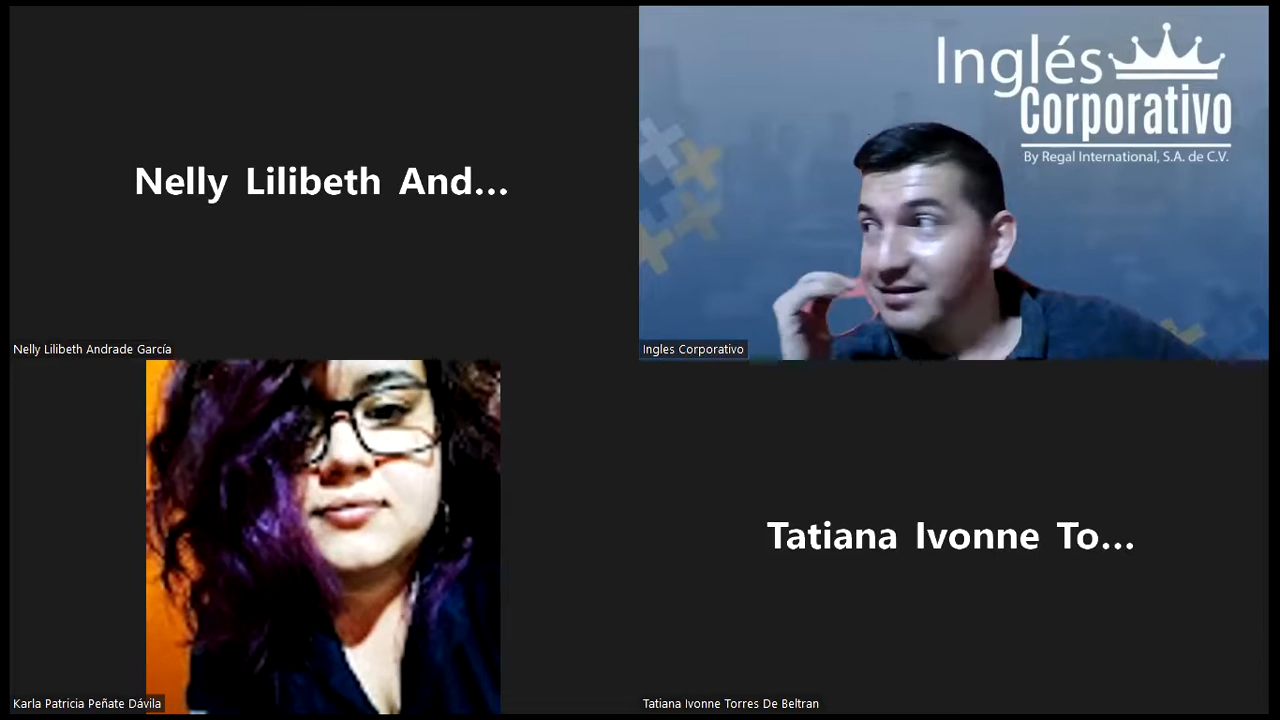 Nelly Lilibeth And...
Nelly Lilibeth Andrade García
Inglés
Corporativo
By Regal International, S.A. de C.V.
Ingles Corporativo
Karla Patricia Peñate Dávila
Tatiana Ivonne To...
Tatiana Ivonne Torres De Beltran